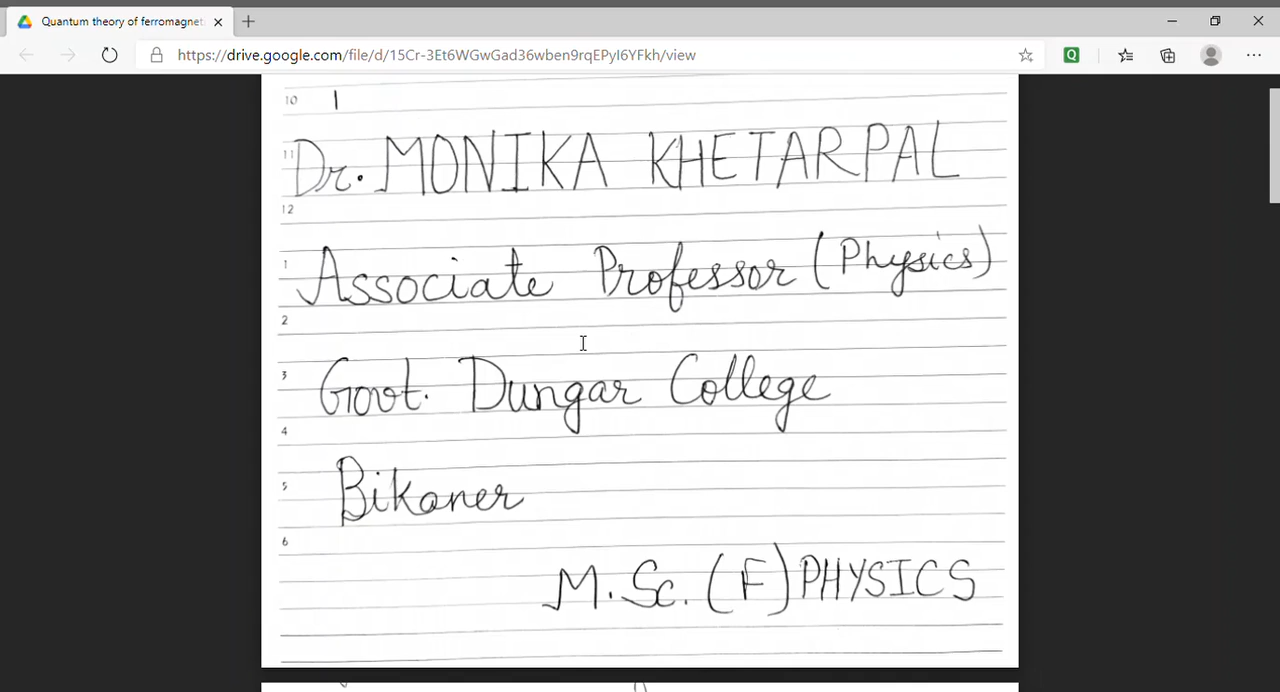 Quantum theory of ferromagnet
https://drive.google.com/file/d/15Cr-3Et6WGwGad36wben9rqEPyI6YFkh/view
Q
10 1
11 Dr. MONIKA KHETARPAL
12
1 Associate Professor (Physics)
2
3 Govt. Dungar College
4
5 Bikaner
6
M.Sc. (F) PHYSICS